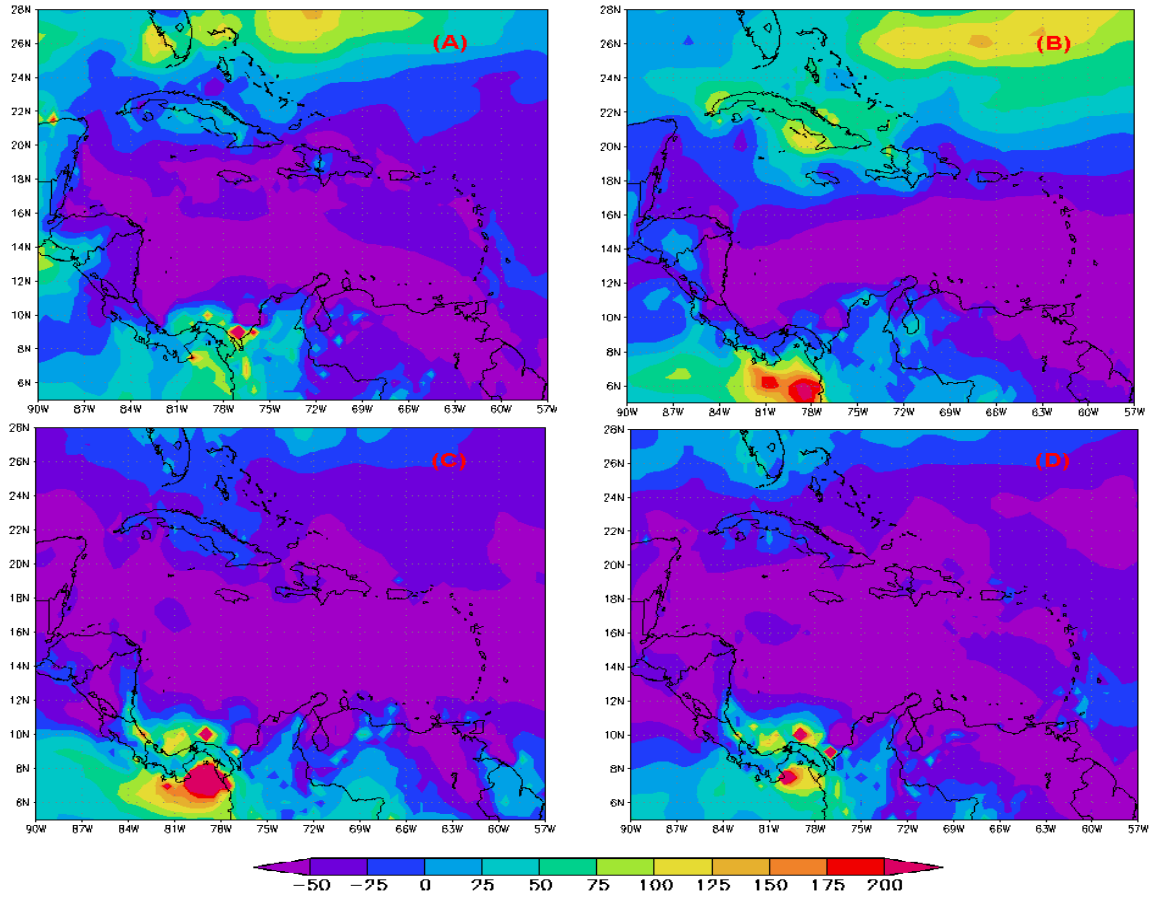 28N
26N
24N
22N
20N
18N
16N
14N
12N
10N
8N
6N
90W 87W 84W 81W 78W 75W 72W 69W 66W 63W 60W 57W
(A)
28N
26N
24N
22N
20N
18N
16N
14N
12N
10N
8N
6N
90W 87W 84W 81W 78W 75W 72W 69W 66W 63W 60W 57W
(B)
28N
26N
24N
22N
20N
18N
16N
14N
12N
10N
8N
6N
90W 87W 84W 81W 78W 75W 72W 69W 66W 63W 60W 57W
(C)
28N
26N
24N
22N
20N
18N
16N
14N
12N
10N
8N
6N
90W 87W 84W 81W 78W 75W 72W 69W 66W 63W 60W 57W
(D)
−50 −25 0 25 50 75 100 125 150 175 200